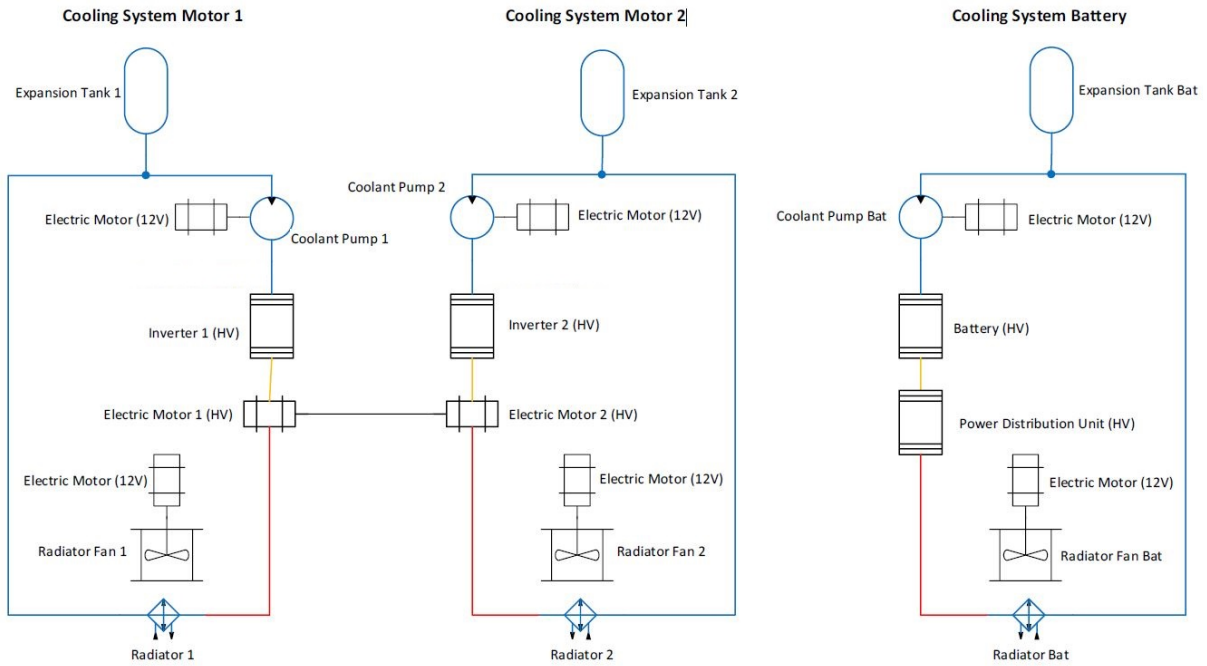 Cooling System Motor 1
Cooling System Motor 2
Cooling System Battery
Expansion Tank 1
Expansion Tank 2
Expansion Tank Bat
Coolant Pump 2
Electric Motor (12V)
Coolant Pump 1
Electric Motor (12V)
Coolant Pump Bat
Electric Motor (12V)
Inverter 1 (HV)
Inverter 2 (HV)
Battery (HV)
Electric Motor 1 (HV)
Electric Motor 2 (HV)
Power Distribution Unit (HV)
Electric Motor (12V)
Electric Motor (12V)
Electric Motor (12V)
Radiator Fan 1
Radiator Fan 2
Radiator Fan Bat
Radiator 1
Radiator 2
Radiator Bat